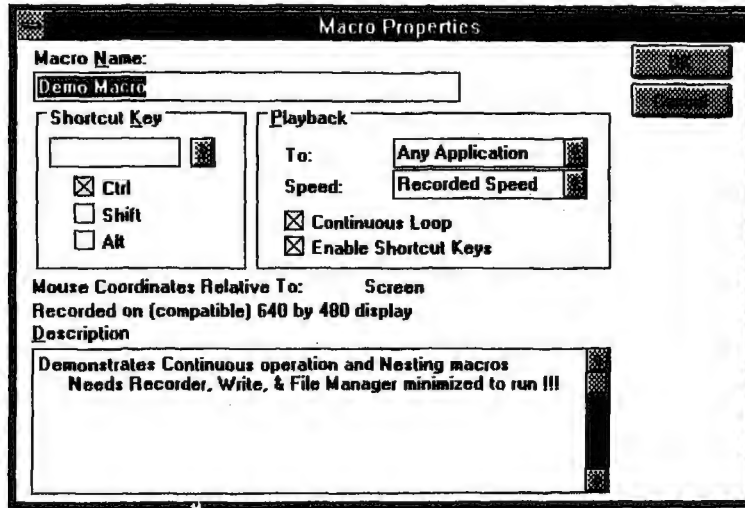 Macro Properties
Macro Name:
Demo Macro
OK
Cancel
Shortcut Key
Ctrl
Shift
Alt
Playback
To: Any Application
Speed: Recorded Speed
Continuous Loop
Enable Shortcut Keys
Mouse Coordinates Relative To: Screen
Recorded on (compatible) 640 by 480 display
Description
Demonstrates Continuous operation and Nesting macros
Needs Recorder, Write, & File Manager minimized to run !!!